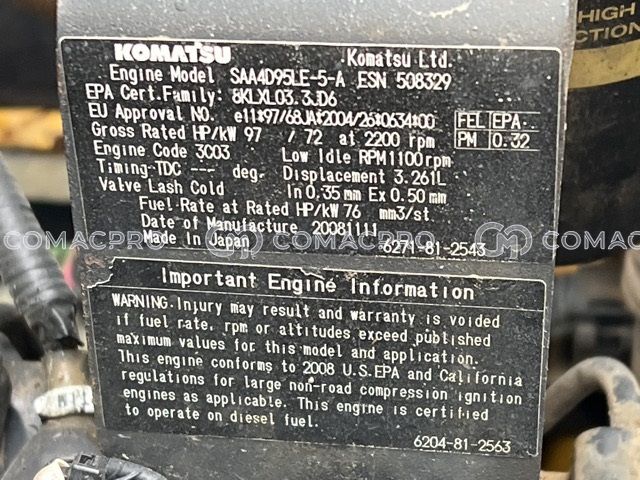 HIGH
CTION
KOMATSU Komatsu Ltd.
Engine Model SAA4D95LE-5-A ESN 508329
EPA Cert.Family: 8KLXL03.3JD6
EU Approval NO. e11*97/68JA*2004/26*0634*00 FEL EPA-.
Gross Rated HP/kW 97 / 72 at 2200 rpm PM 0.32
Engine Code 3C03 Low Idle RPM1100rpm
Timing-TDC --- deg. Displacement 3.261L
Valve Lash Cold In 0.35mm Ex 0.50mm
Fuel Rate at Rated HP/kW 76 mm3/st
Date of Manufacture 20081111
Made In Japan 6271-81-2543
COMACPRO COMACPRO COMACPRO
Important Engine Information
WARNING.Injury may result and warranty is voided
if fuel rate, rpm or altitudes exceed published
maximum values for this model and application.
This engine conforms to 2008 U.S.EPA and California
regulations for large non-road compression ignition
engines as applicable. This engine is certified
to operate on diesel fuel.
6204-81-2563